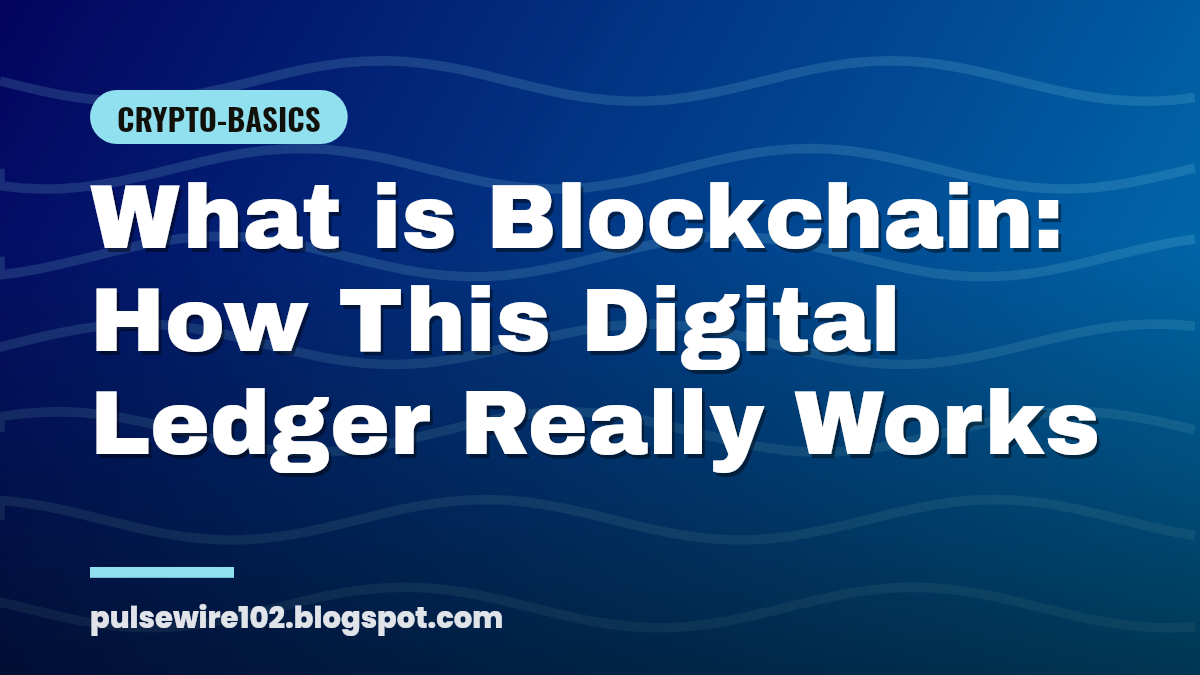 CRYPTO-BASICS
What is Blockchain:
How This Digital
Ledger Really Works
pulsewire102.blogspot.com